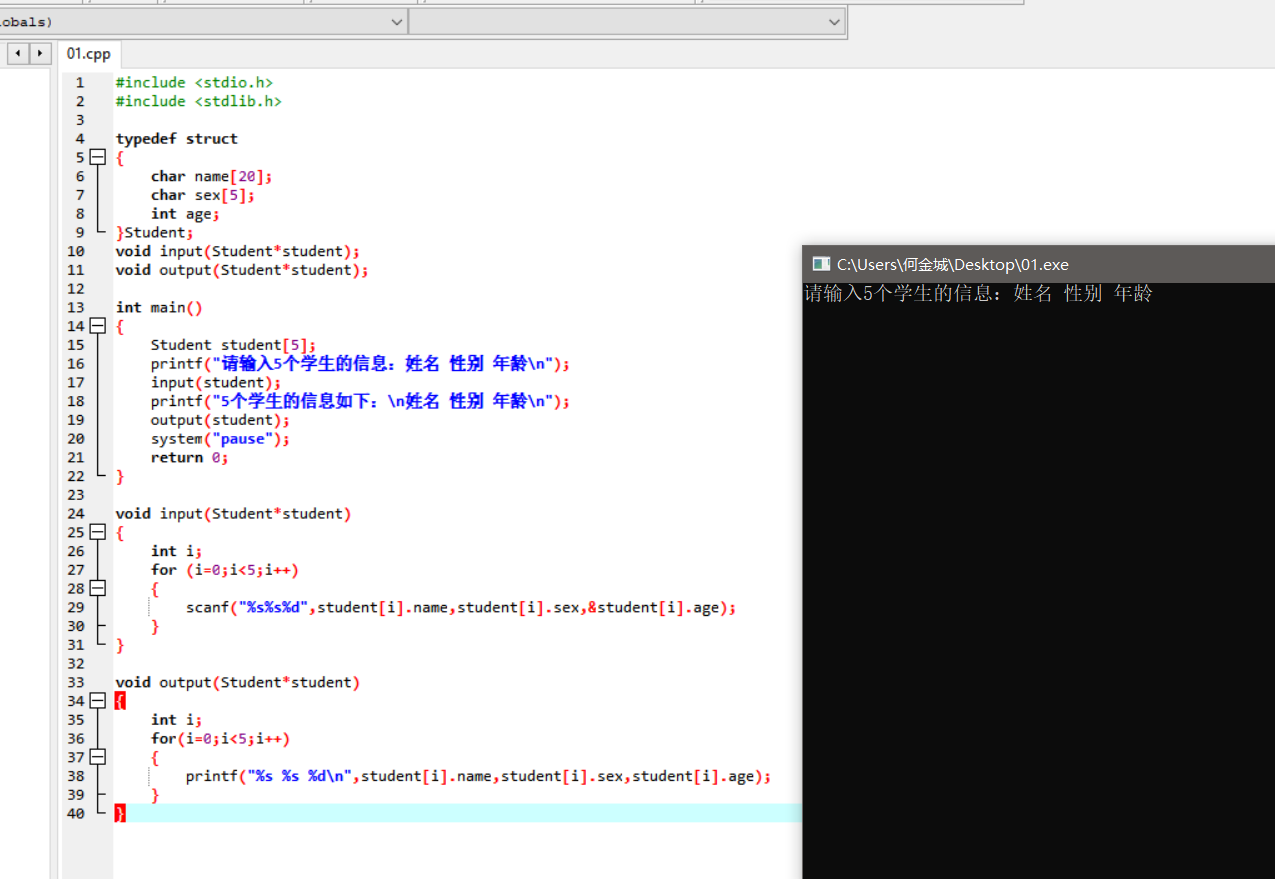 obals)
01.cpp
1 #include <stdio.h>
2 #include <stdlib.h>
3
4 typedef struct
5 {
6 char name[20];
7 char sex[5];
8 int age;
9 }Student;
10 void input(Student*student);
11 void output(Student*student);
12
13 int main()
14 {
15 Student student[5];
16 printf("请输入5个学生的信息：姓名 性别 年龄\n");
17 input(student);
18 printf("5个学生的信息如下：\n姓名 性别 年龄\n");
19 output(student);
20 system("pause");
21 return 0;
22 }
23
24 void input(Student*student)
25 {
26 int i;
27 for (i=0;i<5;i++)
28 {
29 scanf("%s%s%d",student[i].name,student[i].sex,&student[i].age);
30 }
31 }
32
33 void output(Student*student)
34 {
35 int i;
36 for(i=0;i<5;i++)
37 {
38 printf("%s %s %d\n",student[i].name,student[i].sex,student[i].age);
39 }
40 }
C:\Users\何金城\Desktop\01.exe
请输入5个学生的信息：姓名 性别 年龄